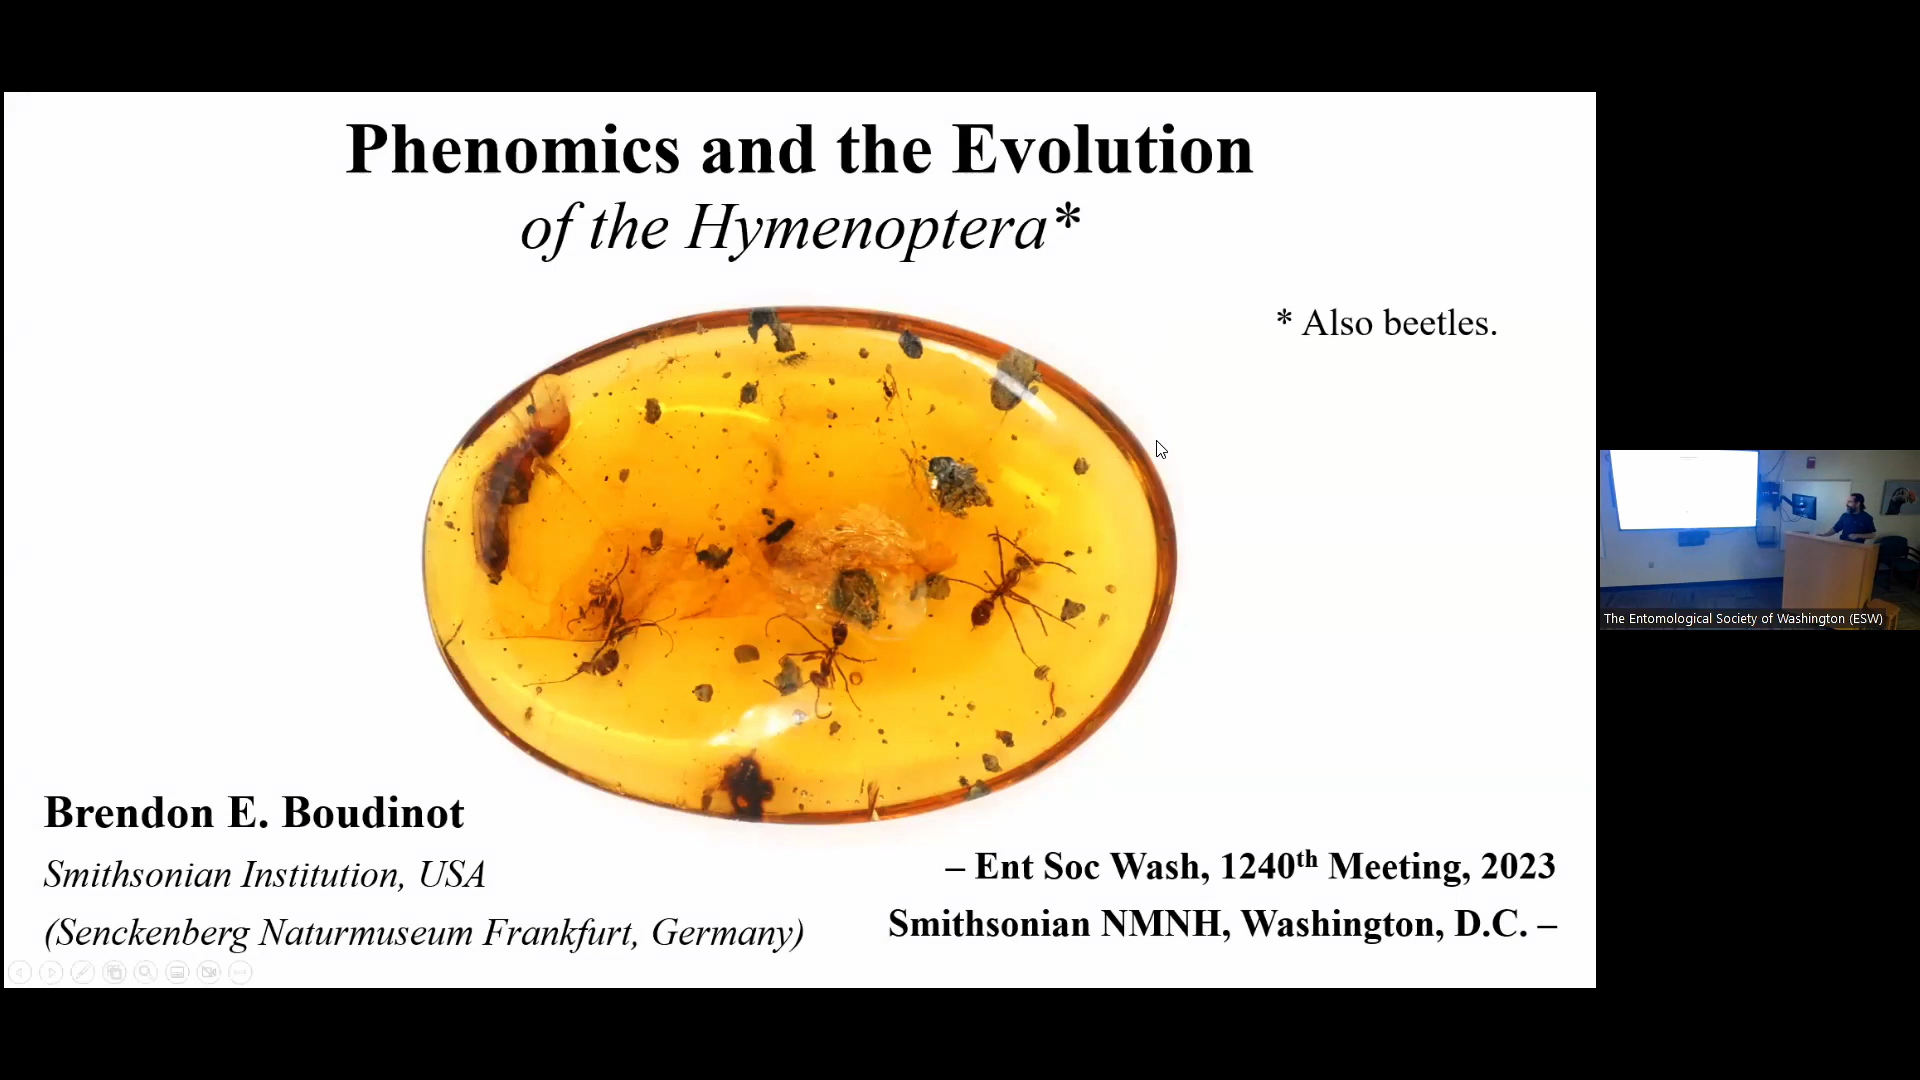 Phenomics and the Evolution
of the Hymenoptera*
* Also beetles.
Brendon E. Boudinot
Smithsonian Institution, USA
(Senckenberg Naturmuseum Frankfurt, Germany)
– Ent Soc Wash, 1240th Meeting, 2023
Smithsonian NMNH, Washington, D.C. –
The Entomological Society of Washington (ESW)